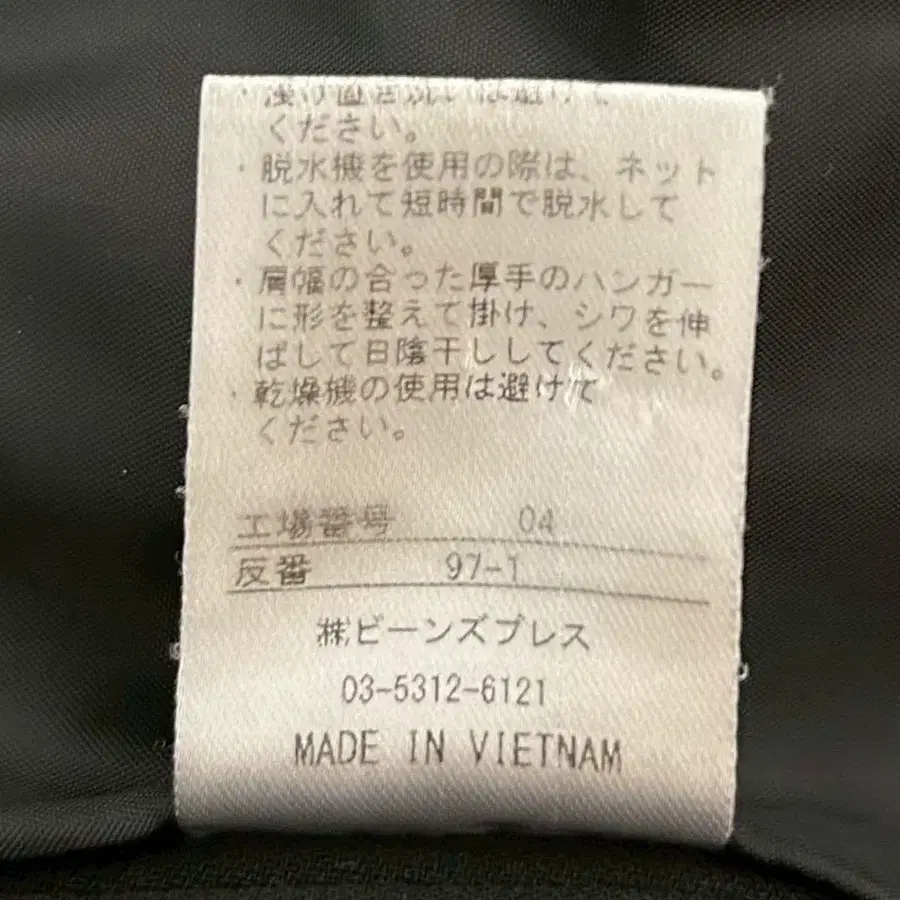 ください。
・脱水機を使用の際は、ネット
に入れて短時間で脱水して
ください。
・肩幅の合った厚手のハンガー
に形を整えて掛け、シワを伸
ばして日陰干ししてください。
・乾燥機の使用は避けて
ください。
工場番号 04
反番 97-1
㈱ビーンズプレス
03-5312-6121
MADE IN VIETNAM